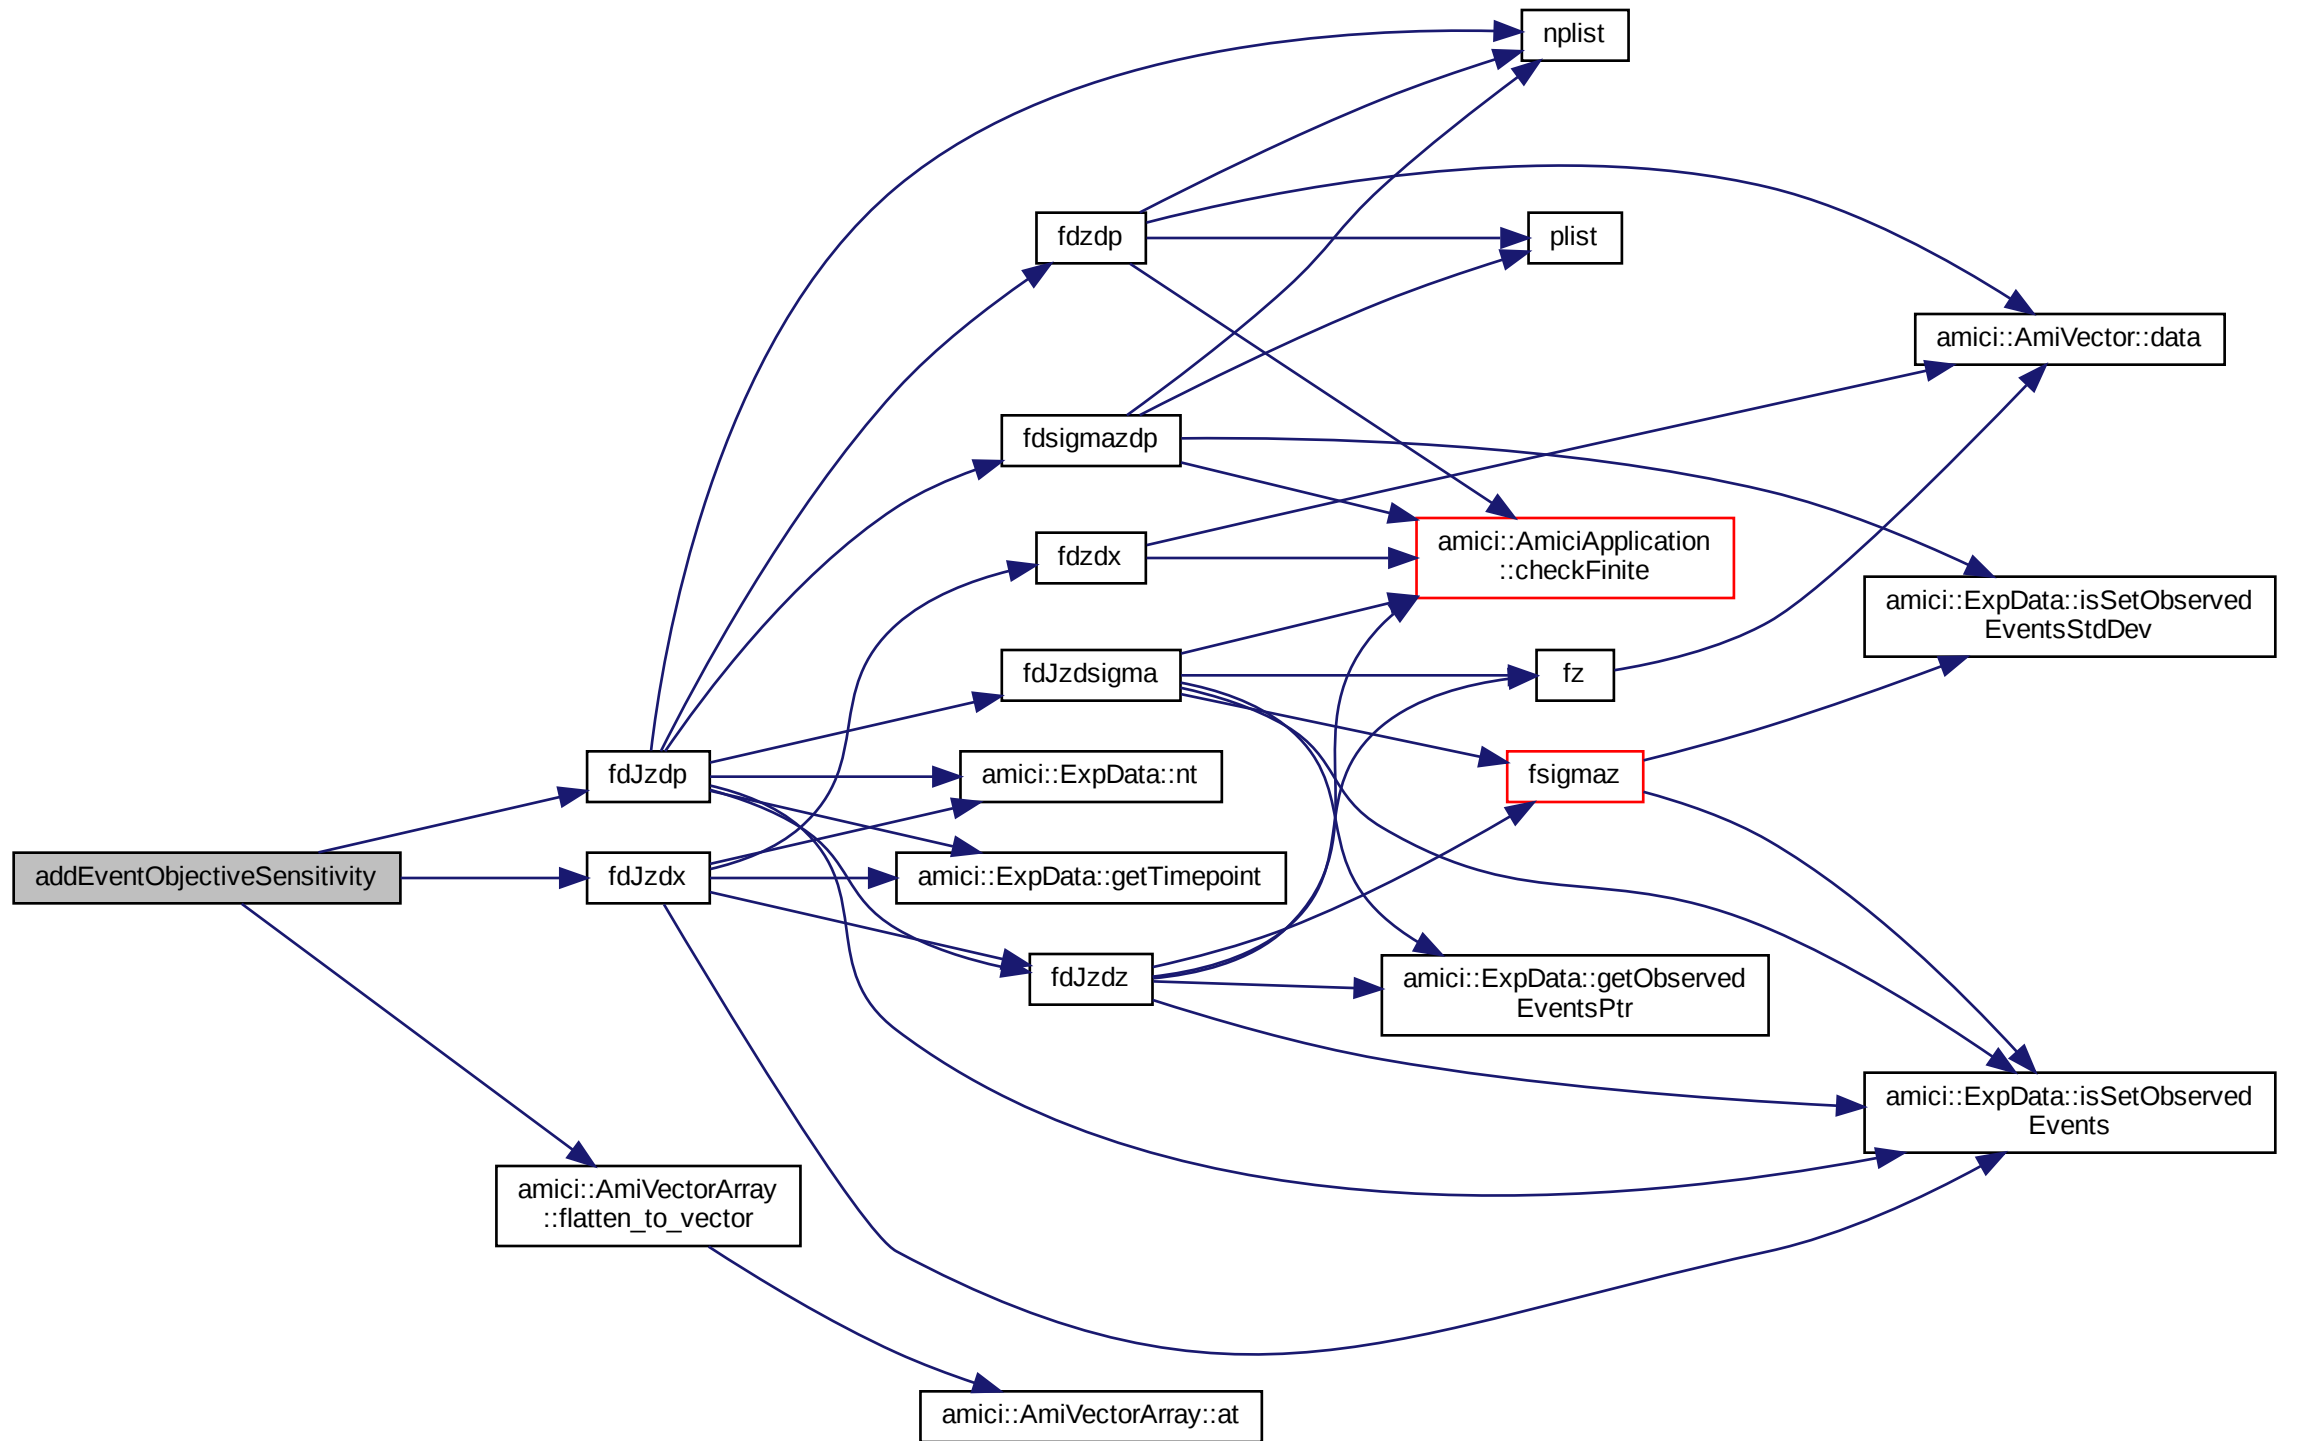 nplist
fdzdp
plist
amici::AmiVector::data
fdsigmazdp
amici::AmiciApplication
::checkFinite
fdzdx
amici::ExpData::isSetObserved
EventsStdDev
fdJzdsigma
fz
fdJzdp
amici::ExpData::nt
fsigmaz
addEventObjectiveSensitivity
fdJzdx
amici::ExpData::getTimepoint
fdJzdz
amici::ExpData::getObserved
EventsPtr
amici::ExpData::isSetObserved
Events
amici::AmiVectorArray
::flatten_to_vector
amici::AmiVectorArray::at